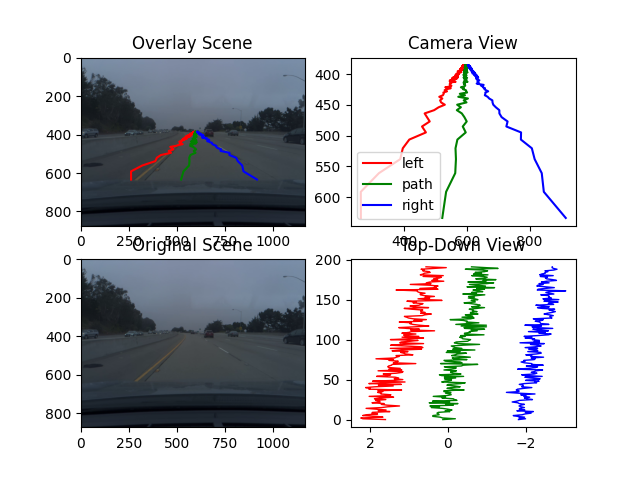 Overlay Scene
0
200
400
600
800
0 250 500 750 1000
Camera View
400
450
500
550
600
400 600 800
left
path
right
Original Scene
0
200
400
600
800
0 250 500 750 1000
Top-Down View
200
150
100
50
0
2 0 −2